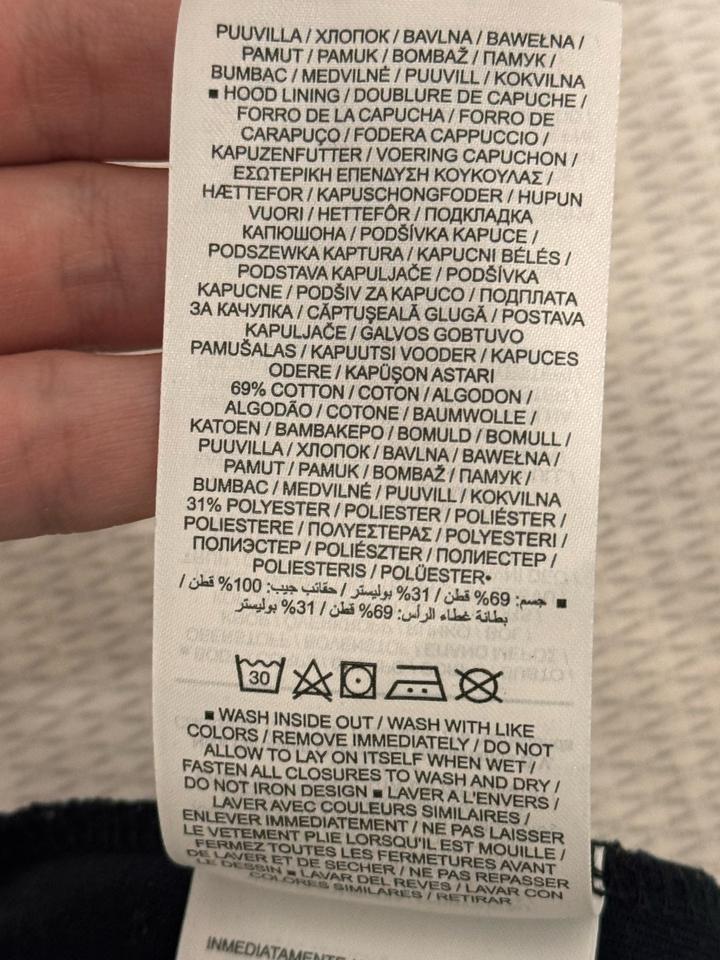 PUUVILLA / ХЛОПОК / BAVLNA / BAWEŁNA /
PAMUT / PAMUK / BOMBAŽ / ПАМУК /
BUMBAC / MEDVILNĖ / PUUVILL / KOKVILNA
▪ HOOD LINING / DOUBLURE DE CAPUCHE /
FORRO DE LA CAPUCHA / FORRO DE
CARAPUÇO / FODERA CAPPUCCIO /
KAPUZENFUTTER / VOERING CAPUCHON /
ΕΣΩΤΕΡΙΚΗ ΕΠΕΝΔΥΣΗ ΚΟΥΚΟΥΛΑΣ /
HÆTTEFOR / KAPUSCHONGFODER / HUPUN
VUORI / HETTEFÔR / ПОДКЛАДКА
КАПЮШОНА / PODŠÍVKA KAPUCE /
PODSZEWKA KAPTURA / KAPUCNI BÉLÉS /
PODSTAVA KAPULJAČE / PODŠÍVKA
KAPUCNE / PODŠIV ZA KAPUCO / ПОДПЛАТА
ЗА КАЧУЛКА / CĂPTUŞEALĂ GLUGĂ / POSTAVA
KAPULJAČE / GALVOS GOBTUVO
PAMUŠALAS / KAPUUTSI VOODER / KAPUCES
ODERE / KAPÜŞON ASTARI
69% COTTON / COTON / ALGODON /
ALGODÃO / COTONE / BAUMWOLLE /
KATOEN / ΒΑΜΒΑΚΕΡΟ / BOMULD / BOMULL /
PUUVILLA / ХЛОПОК / BAVLNA / BAWEŁNA /
PAMUT / PAMUK / BOMBAŽ / ПАМУК /
BUMBAC / MEDVILNĖ / PUUVILL / KOKVILNA
31% POLYESTER / POLIESTER / POLIÉSTER /
POLIESTERE / ΠΟΛΥΕΣΤΕΡΑΣ / POLYESTERI /
ПОЛИЭСТЕР / POLIÉSZTER / ПОЛИЕСТЕР /
POLIESTERIS / POLÜESTER•
▪ جسم: 69% قطن / 31% بوليستر / حقائب جيب: 100% قطن /
بطانة غطاء الرأس: 69% قطن / 31% بوليستر
30
▪ WASH INSIDE OUT / WASH WITH LIKE
COLORS / REMOVE IMMEDIATELY / DO NOT
ALLOW TO LAY ON ITSELF WHEN WET /
FASTEN ALL CLOSURES TO WASH AND DRY /
DO NOT IRON DESIGN ▪ LAVER A L'ENVERS /
LAVER AVEC COULEURS SIMILAIRES /
ENLEVER IMMEDIATEMENT / NE PAS LAISSER
LE VETEMENT PLIE LORSQU'IL EST MOUILLE /
FERMEZ TOUTES LES FERMETURES AVANT
DE LAVER ET DE SECHER / NE PAS REPASSER
LE DESSIN ▪ LAVAR DEL REVES / LAVAR CON
COLORES SIMILARES / RETIRAR
INMEDIATAMENTE